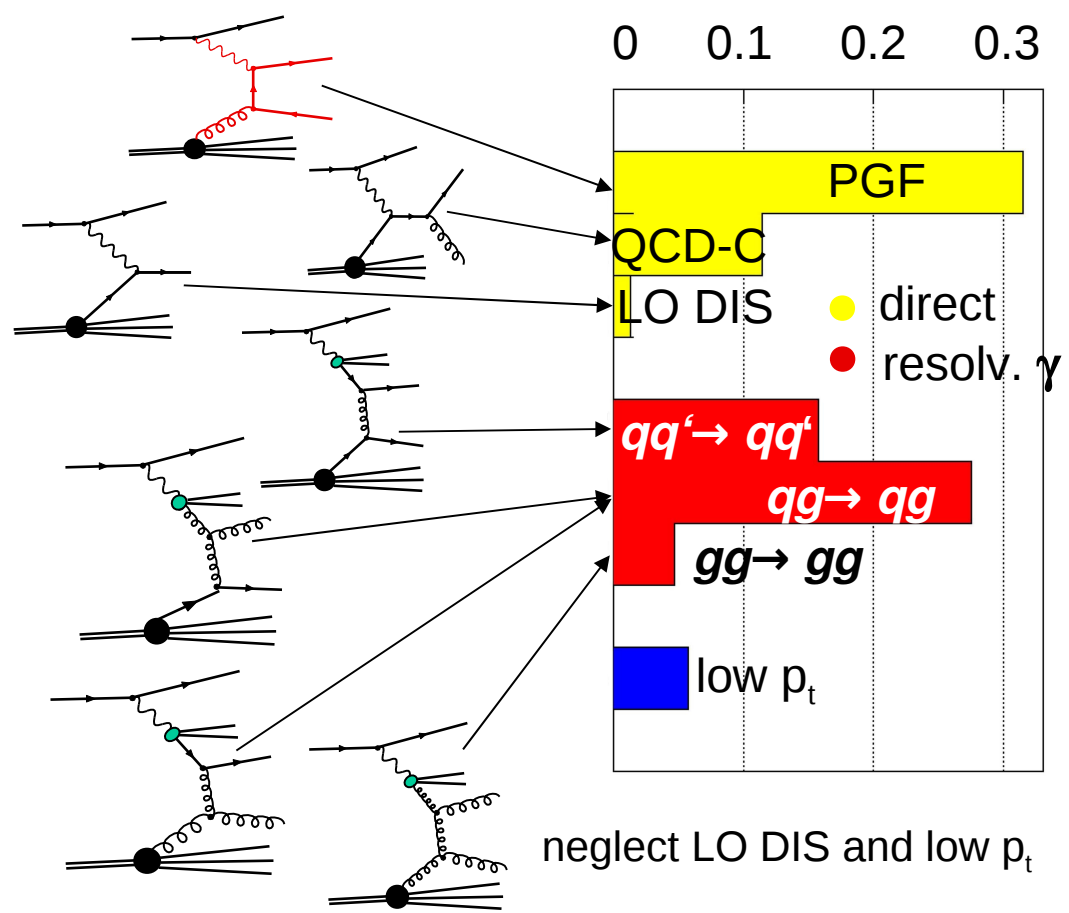 0 0.1 0.2 0.3
PGF
QCD-C
LO DIS
direct
resolv. γ
qq‘→ qq‘
qg→ qg
gg→ gg
low pt
neglect LO DIS and low pt